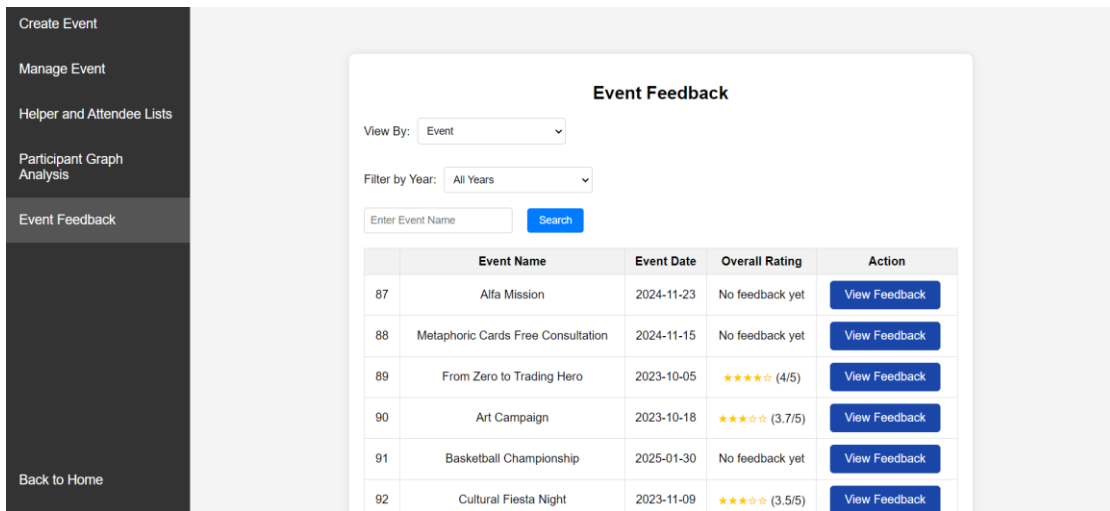 Create Event
Manage Event
Helper and Attendee Lists
Participant Graph
Analysis
Event Feedback
Back to Home
Event Feedback
View By: Event
Filter by Year: All Years
Enter Event Name Search
Event Name Event Date Overall Rating Action
87 Alfa Mission 2024-11-23 No feedback yet View Feedback
88 Metaphoric Cards Free Consultation 2024-11-15 No feedback yet View Feedback
89 From Zero to Trading Hero 2023-10-05 ★★★★☆ (4/5) View Feedback
90 Art Campaign 2023-10-18 ★★★☆☆ (3.7/5) View Feedback
91 Basketball Championship 2025-01-30 No feedback yet View Feedback
92 Cultural Fiesta Night 2023-11-09 ★★★☆☆ (3.5/5) View Feedback